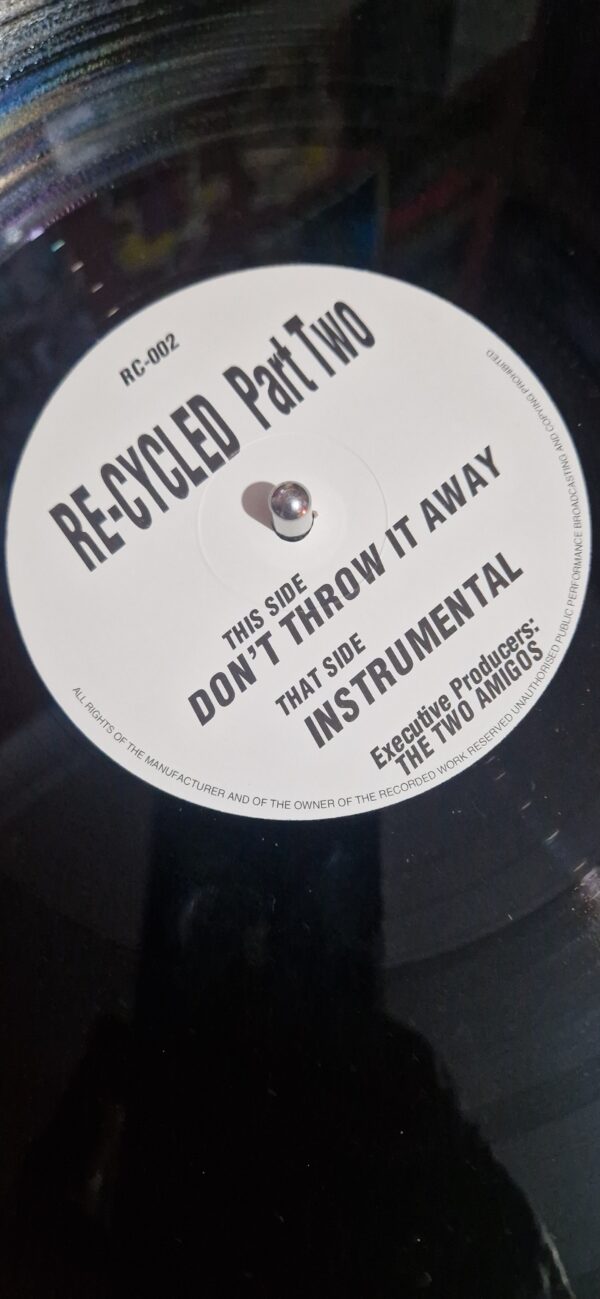 RC-002
RE-CYCLED Part Two
THIS SIDE
DON'T THROW IT AWAY
THAT SIDE
INSTRUMENTAL
Executive Producers:
THE TWO AMIGOS
ALL RIGHTS OF THE MANUFACTURER AND OF THE OWNER OF THE RECORDED WORK RESERVED UNAUTHORISED PUBLIC PERFORMANCE BROADCASTING AND COPYING PROHIBITED